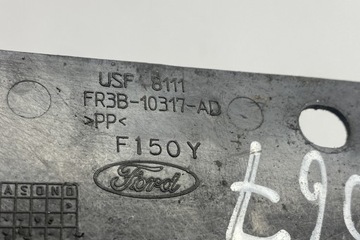 USF 8111
FR3B-10317-AD
>PP<
F150Y
Ford
ASOND